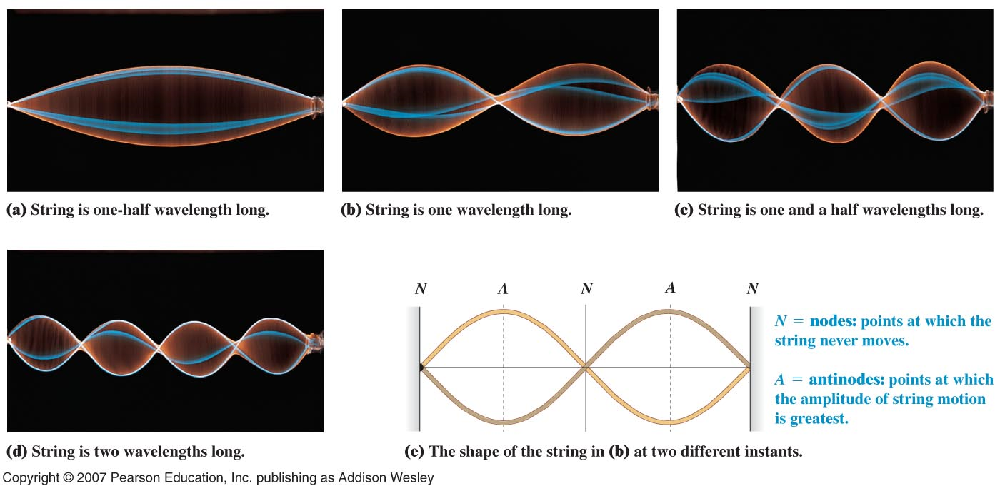 (a) String is one-half wavelength long.
(b) String is one wavelength long.
(c) String is one and a half wavelengths long.
(d) String is two wavelengths long.
N A N A N
N = nodes: points at which the
string never moves.
A = antinodes: points at which
the amplitude of string motion
is greatest.
(e) The shape of the string in (b) at two different instants.
Copyright © 2007 Pearson Education, Inc. publishing as Addison Wesley